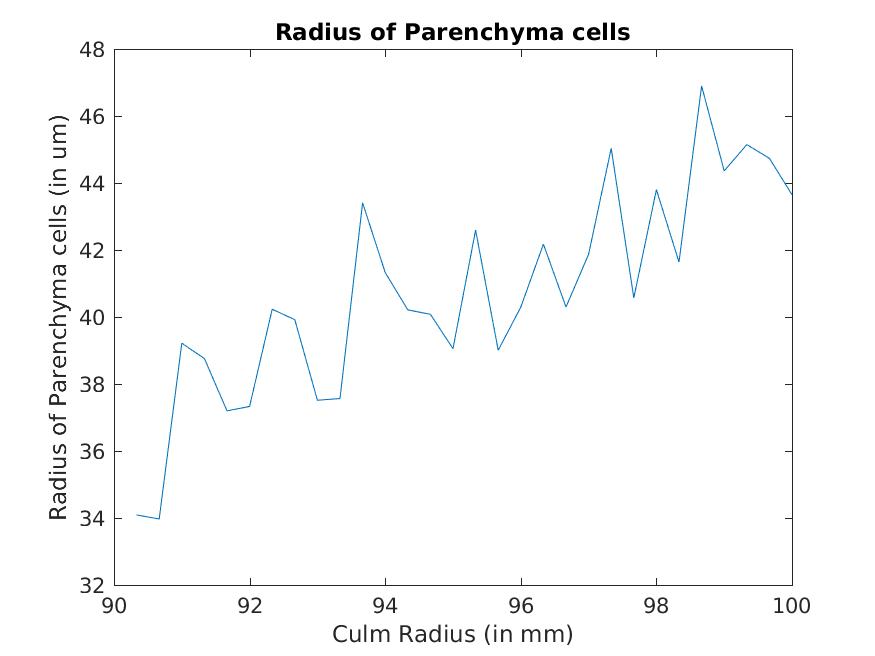 Radius of Parenchyma cells
48
46
44
42
40
38
36
34
32
Radius of Parenchyma cells (in um)
90 92 94 96 98 100
Culm Radius (in mm)